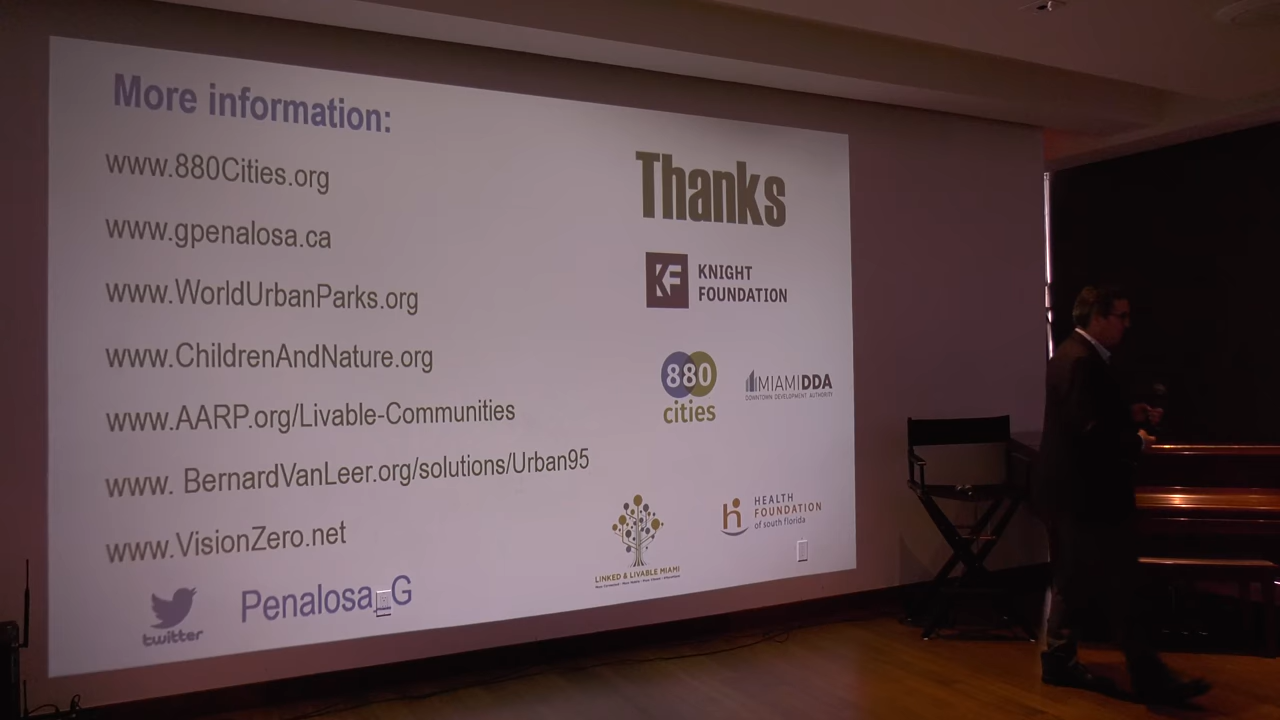 More information:
www.880Cities.org
www.gpenalosa.ca
www.WorldUrbanParks.org
www.ChildrenAndNature.org
www.AARP.org/Livable-Communities
www. BernardVanLeer.org/solutions/Urban95
www.VisionZero.net
twitter
Penalosa_G
Thanks
KF
KNIGHT
FOUNDATION
880
cities
MIAMIDDA
DOWNTOWN DEVELOPMENT AUTHORITY
LINKED & LIVABLE MIAMI
h
HEALTH
FOUNDATION
of south florida